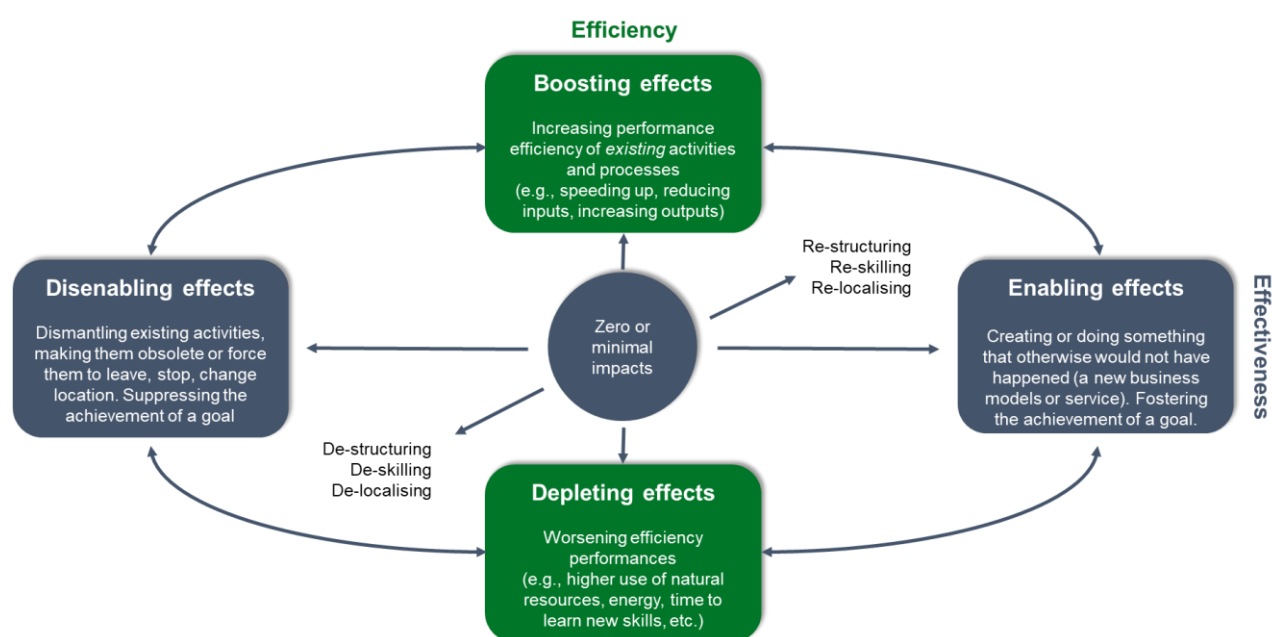 Efficiency
Boosting effects
Increasing performance
efficiency of existing activities
and processes
(e.g., speeding up, reducing
inputs, increasing outputs)
Re-structuring
Re-skilling
Re-localising
Disenabling effects
Dismantling existing activities,
making them obsolete or force
them to leave, stop, change
location. Suppressing the
achievement of a goal
Zero or
minimal
impacts
Enabling effects
Creating or doing something
that otherwise would not have
happened (a new business
models or service). Fostering
the achievement of a goal.
Effectiveness
De-structuring
De-skilling
De-localising
Depleting effects
Worsening efficiency
performances
(e.g., higher use of natural
resources, energy, time to
learn new skills, etc.)